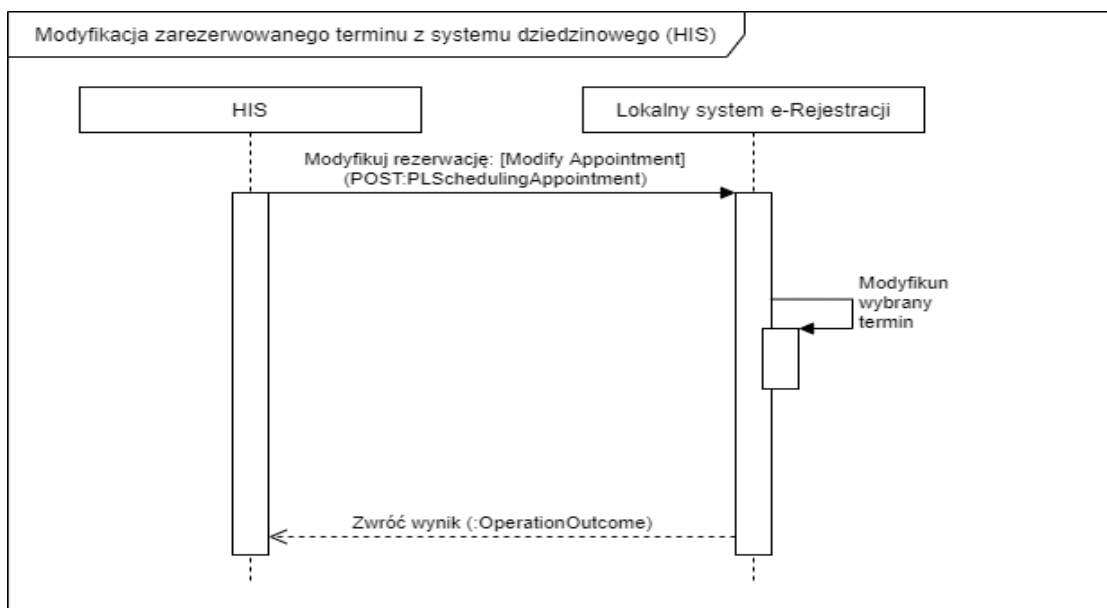 Modyfikacja zarezerwowanego terminu z systemu dziedzinowego (HIS)
HIS
Lokalny system e-Rejestracji
Modyfikuj rezerwację: [Modify Appointment]
(POST:PLSchedulingAppointment)
Modyfikun
wybrany
termin
Zwróć wynik (:OperationOutcome)